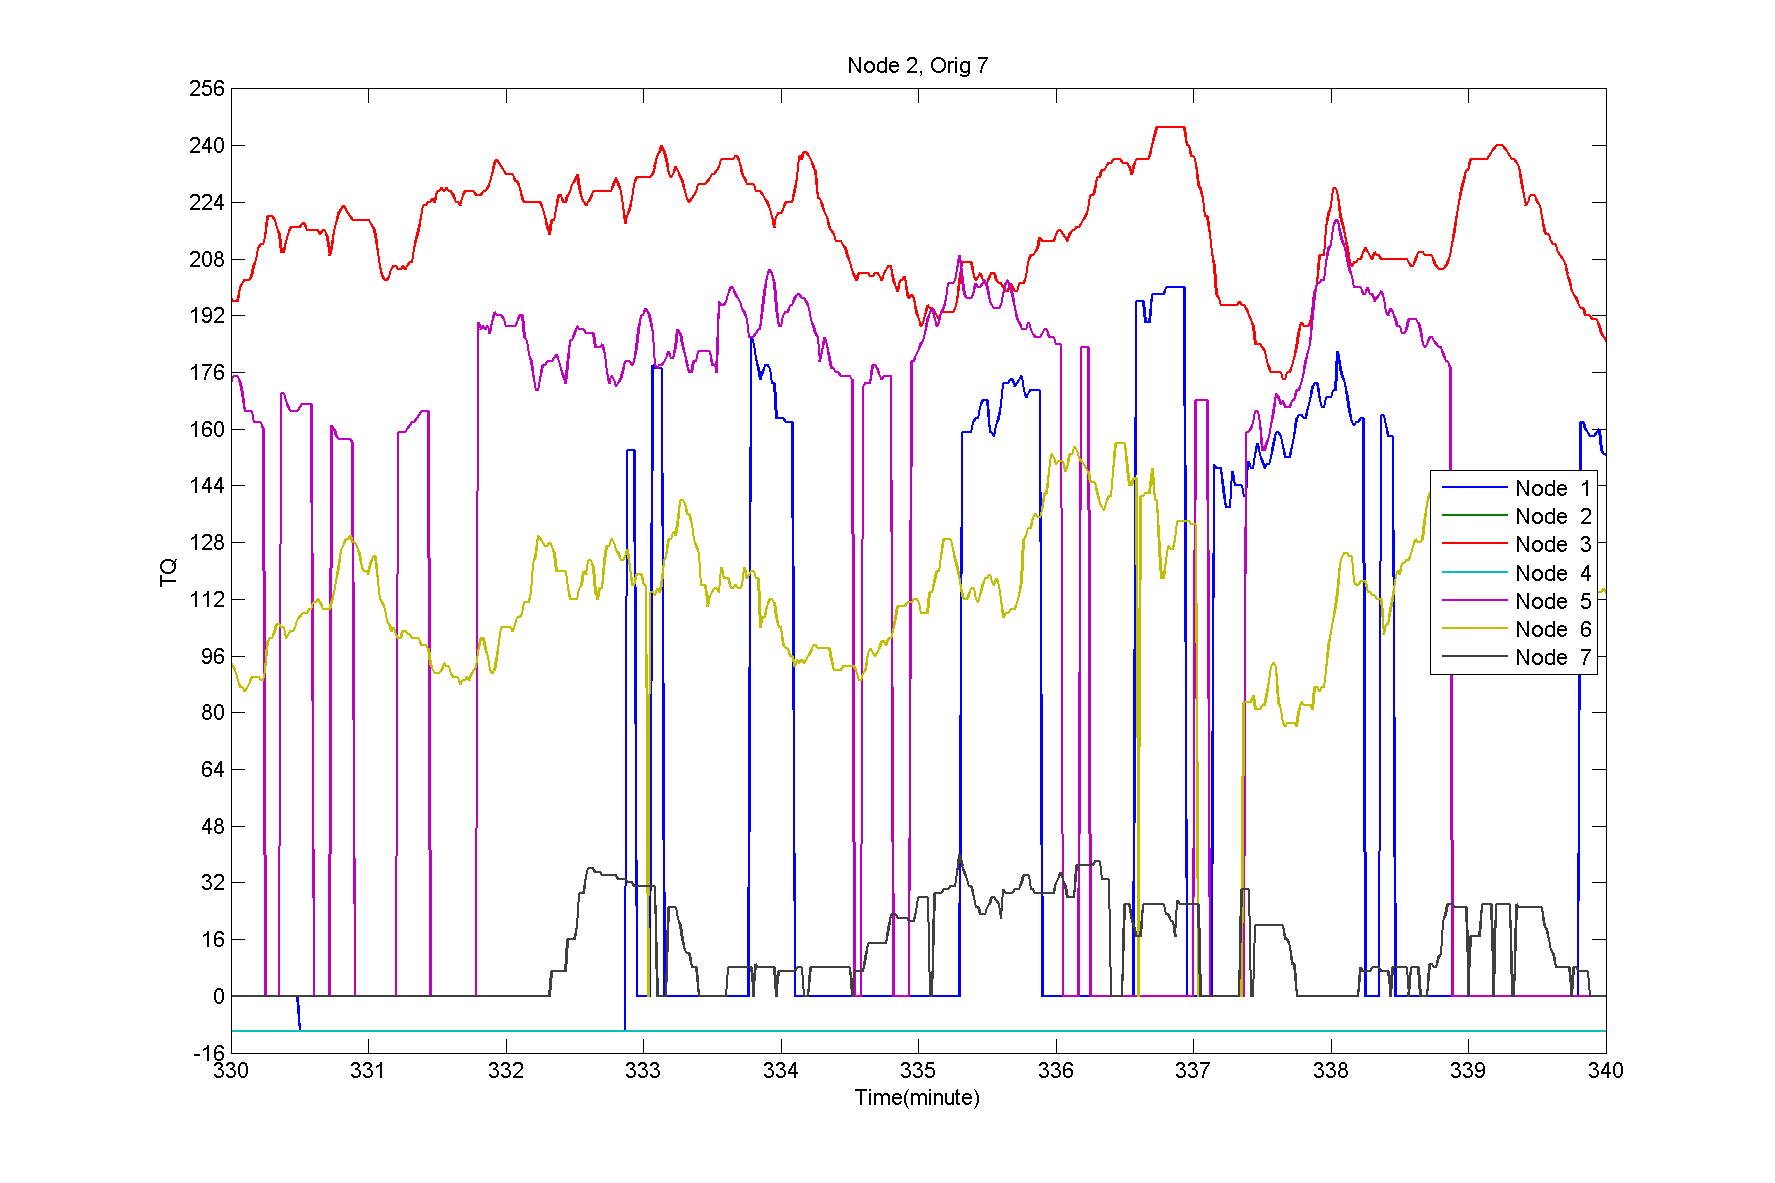 Node 2, Orig 7
256
240
224
208
192
176
160
144
128
112
96
80
64
48
32
16
0
-16
TQ
Node 1
Node 2
Node 3
Node 4
Node 5
Node 6
Node 7
330 331 332 333 334 335 336 337 338 339 340
Time(minute)